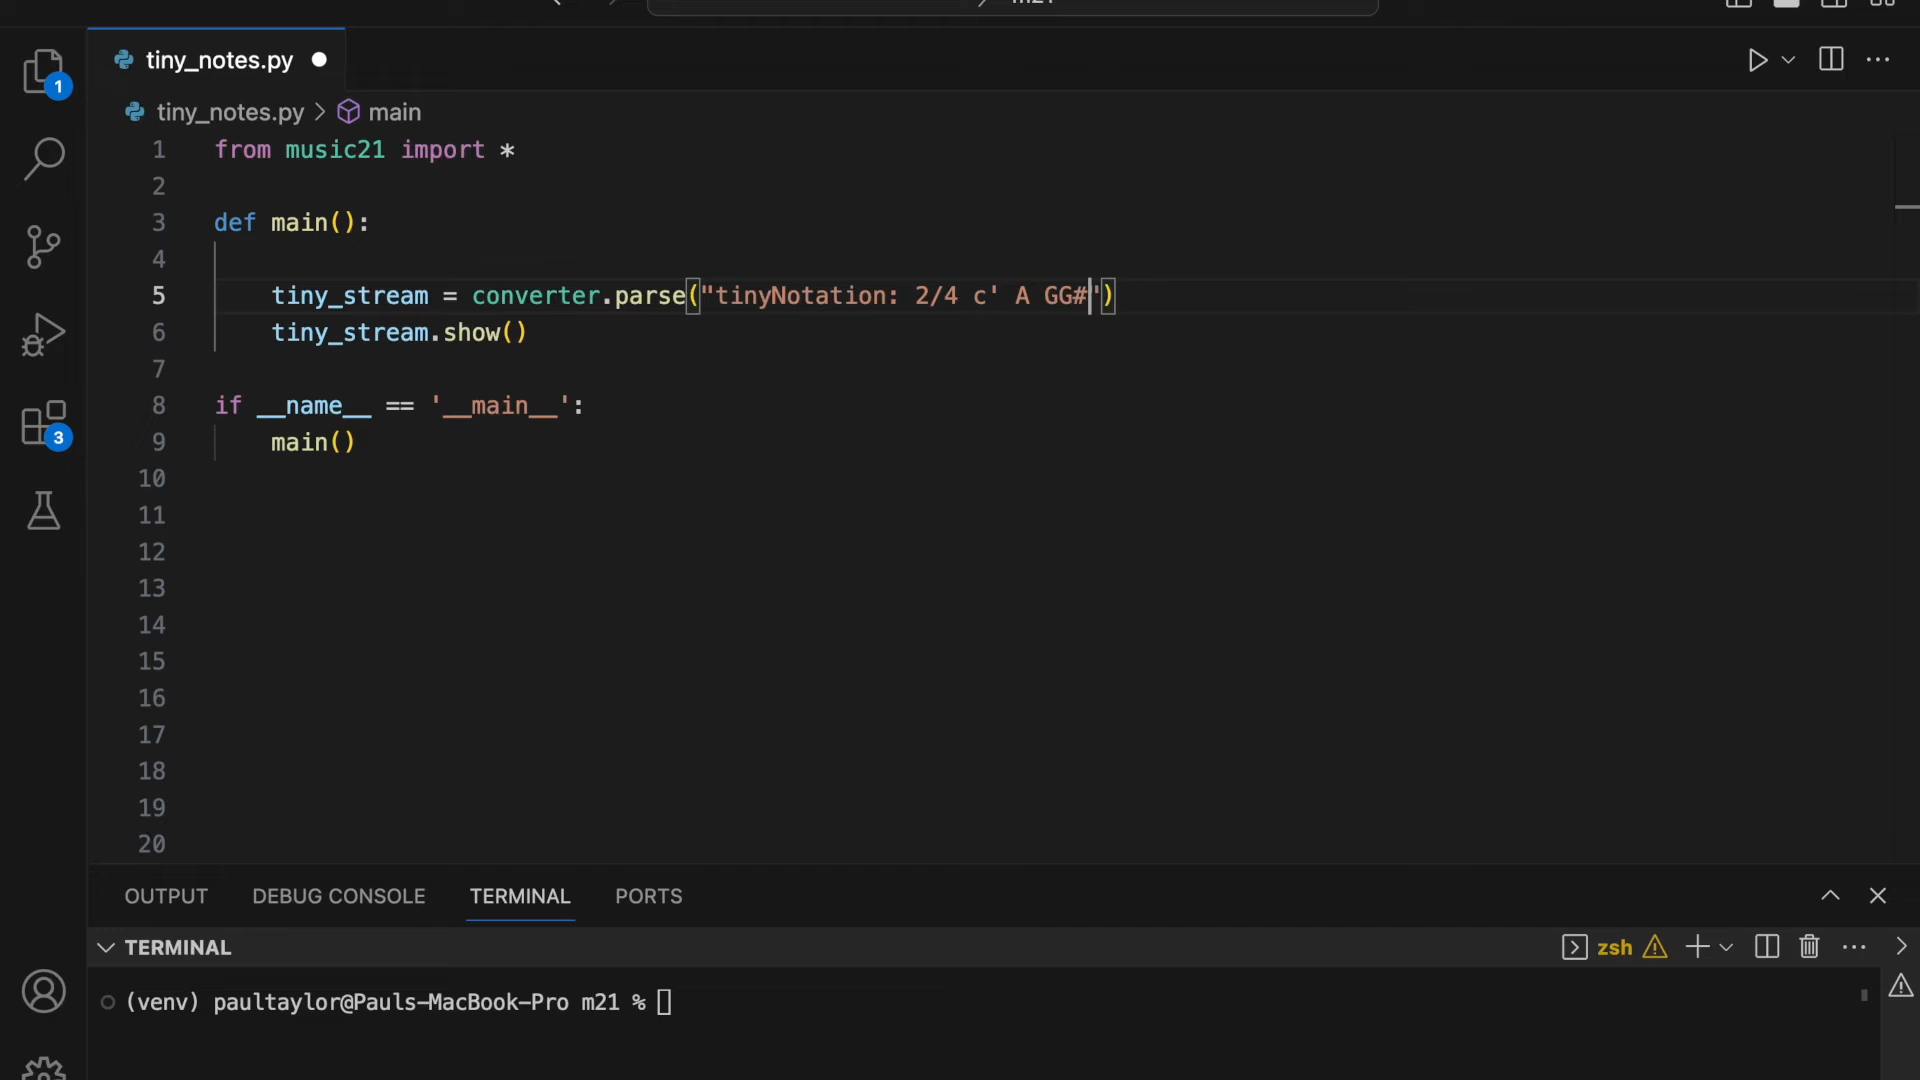 tiny_notes.py
1
tiny_notes.py > main
1 from music21 import *
2
3 def main():
4
5 tiny_stream = converter.parse("tinyNotation: 2/4 c' A GG#")
6 tiny_stream.show()
7
8 if __name__ == '__main__':
9 main()
10
3
11
12
13
14
15
16
17
18
19
20
OUTPUT DEBUG CONSOLE TERMINAL PORTS
TERMINAL
zsh
(venv) paultaylor@Pauls-MacBook-Pro m21 %